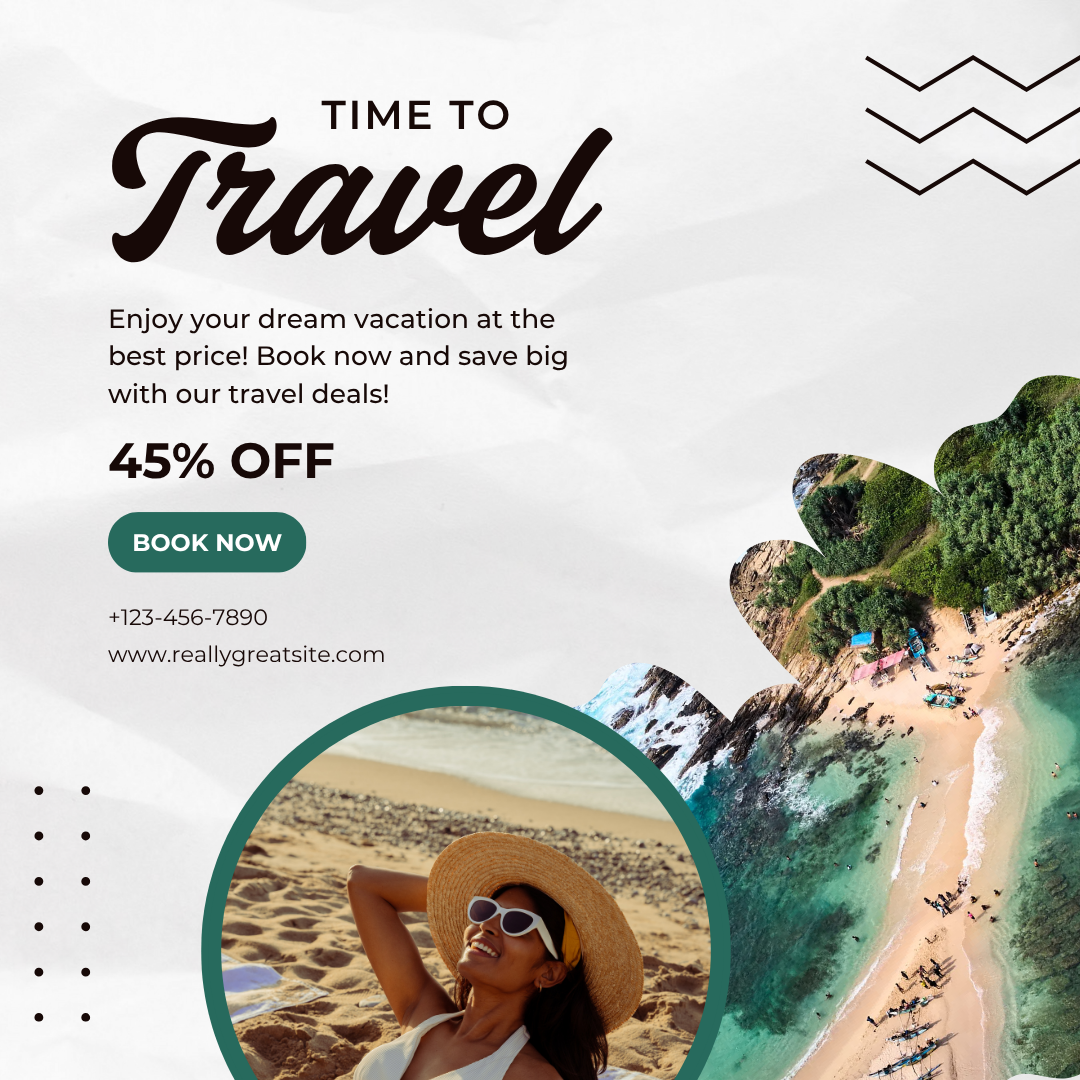 TIME TO
Travel
Enjoy your dream vacation at the
best price! Book now and save big
with our travel deals!
45% OFF
BOOK NOW
+123-456-7890
www.reallygreatsite.com